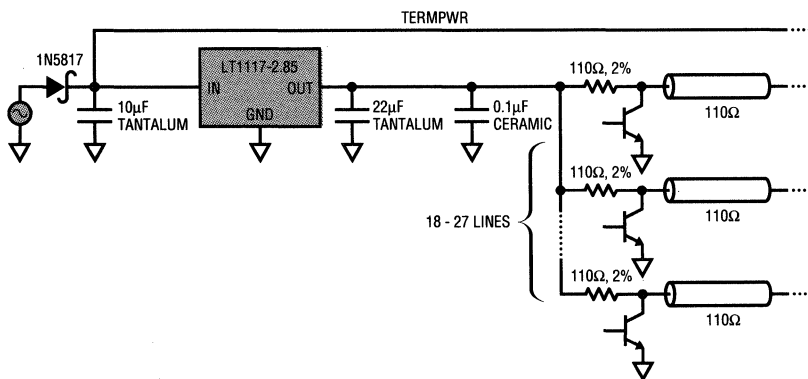 TERMPWR
1N5817
LT1117-2.85
IN
OUT
GND
10µF
TANTALUM
22µF
TANTALUM
0.1µF
CERAMIC
110Ω, 2%
110Ω
110Ω, 2%
110Ω
18 - 27 LINES
110Ω, 2%
110Ω